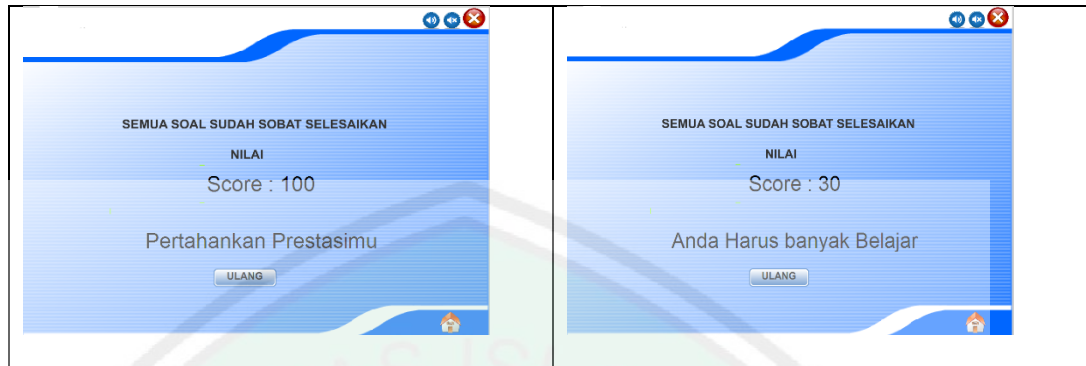 SEMUA SOAL SUDAH SOBAT SELESAIKAN
NILAI
Score : 100
Pertahankan Prestasimu
ULANG
SEMUA SOAL SUDAH SOBAT SELESAIKAN
NILAI
Score : 30
Anda Harus banyak Belajar
ULANG